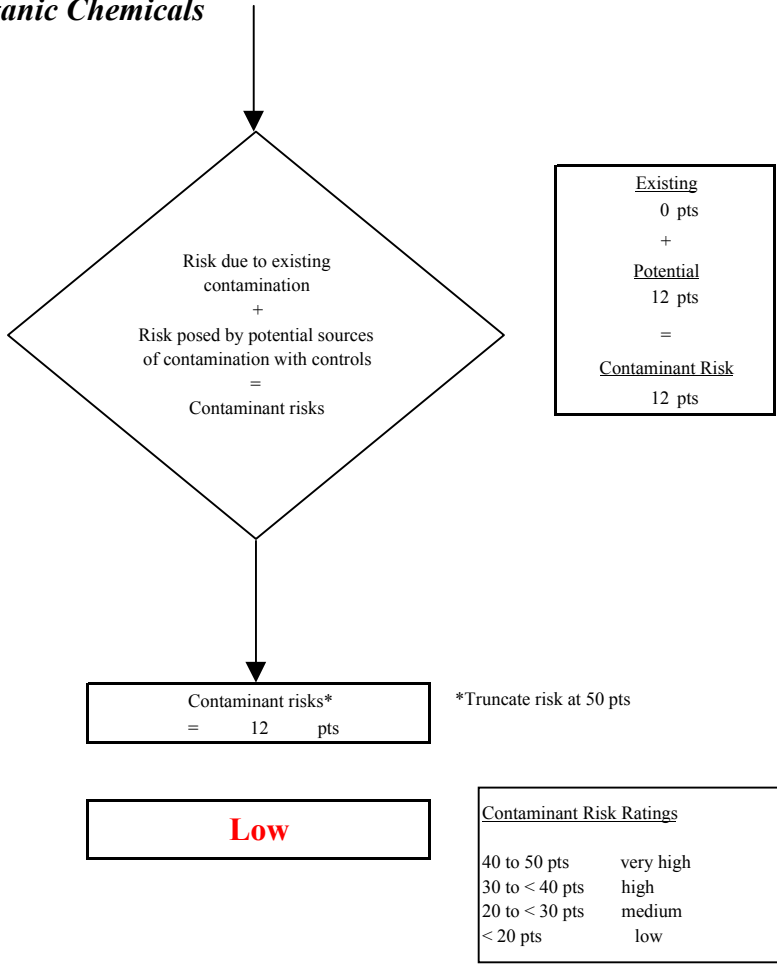 Chemicals
Risk due to existing
contamination
+
Risk posed by potential sources
of contamination with controls
=
Contaminant risks
Existing
0 pts
+
Potential
12 pts
=
Contaminant Risk
12 pts
Contaminant risks*
= 12 pts
*Truncate risk at 50 pts
Low
Contaminant Risk Ratings
40 to 50 pts very high
30 to < 40 pts high
20 to < 30 pts medium
< 20 pts low